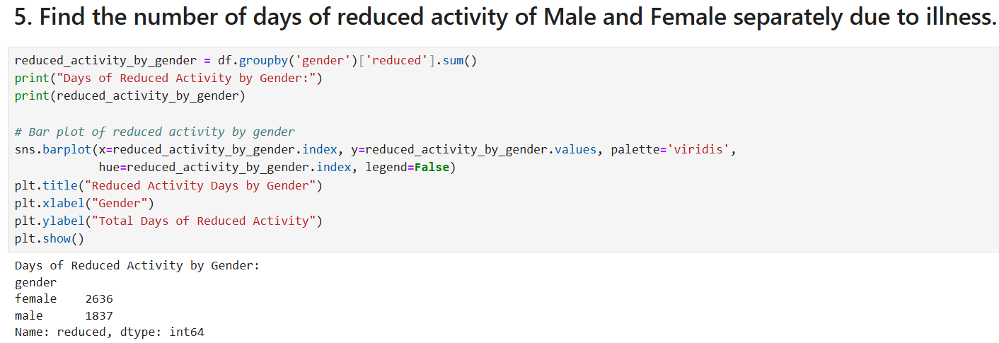 5. Find the number of days of reduced activity of Male and Female separately due to illness.
reduced_activity_by_gender = df.groupby('gender')['reduced'].sum()
print("Days of Reduced Activity by Gender:")
print(reduced_activity_by_gender)
# Bar plot of reduced activity by gender
sns.barplot(x=reduced_activity_by_gender.index, y=reduced_activity_by_gender.values, palette='viridis',
            hue=reduced_activity_by_gender.index, legend=False)
plt.title("Reduced Activity Days by Gender")
plt.xlabel("Gender")
plt.ylabel("Total Days of Reduced Activity")
plt.show()
Days of Reduced Activity by Gender:
gender
female    2636
male      1837
Name: reduced, dtype: int64